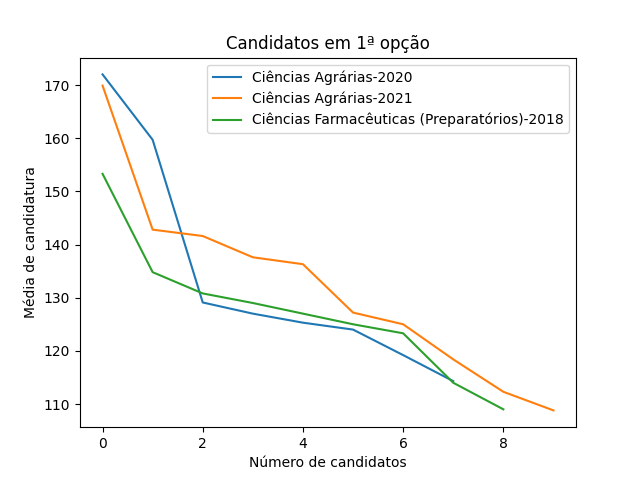 Candidatos em 1ª opção
Ciências Agrárias-2020
Ciências Agrárias-2021
Ciências Farmacêuticas (Preparatórios)-2018
Média de candidatura
170
160
150
140
130
120
110
0 2 4 6 8
Número de candidatos